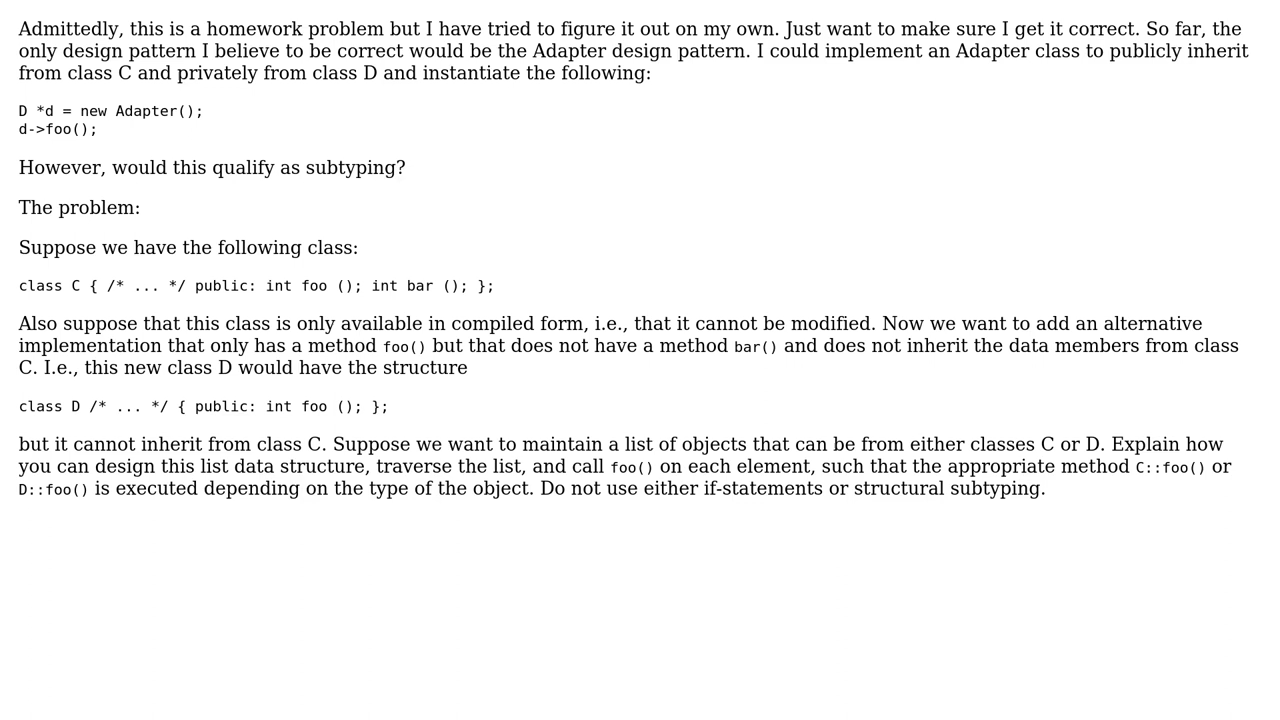 Admittedly, this is a homework problem but I have tried to figure it out on my own. Just want to make sure I get it correct. So far, the
only design pattern I believe to be correct would be the Adapter design pattern. I could implement an Adapter class to publicly inherit
from class C and privately from class D and instantiate the following:
D *d = new Adapter();
d->foo();
However, would this qualify as subtyping?
The problem:
Suppose we have the following class:
class C { /* ... */ public: int foo (); int bar (); };
Also suppose that this class is only available in compiled form, i.e., that it cannot be modified. Now we want to add an alternative
implementation that only has a method foo() but that does not have a method bar() and does not inherit the data members from class
C. I.e., this new class D would have the structure
class D /* ... */ { public: int foo (); };
but it cannot inherit from class C. Suppose we want to maintain a list of objects that can be from either classes C or D. Explain how
you can design this list data structure, traverse the list, and call foo() on each element, such that the appropriate method C::foo() or
D::foo() is executed depending on the type of the object. Do not use either if-statements or structural subtyping.